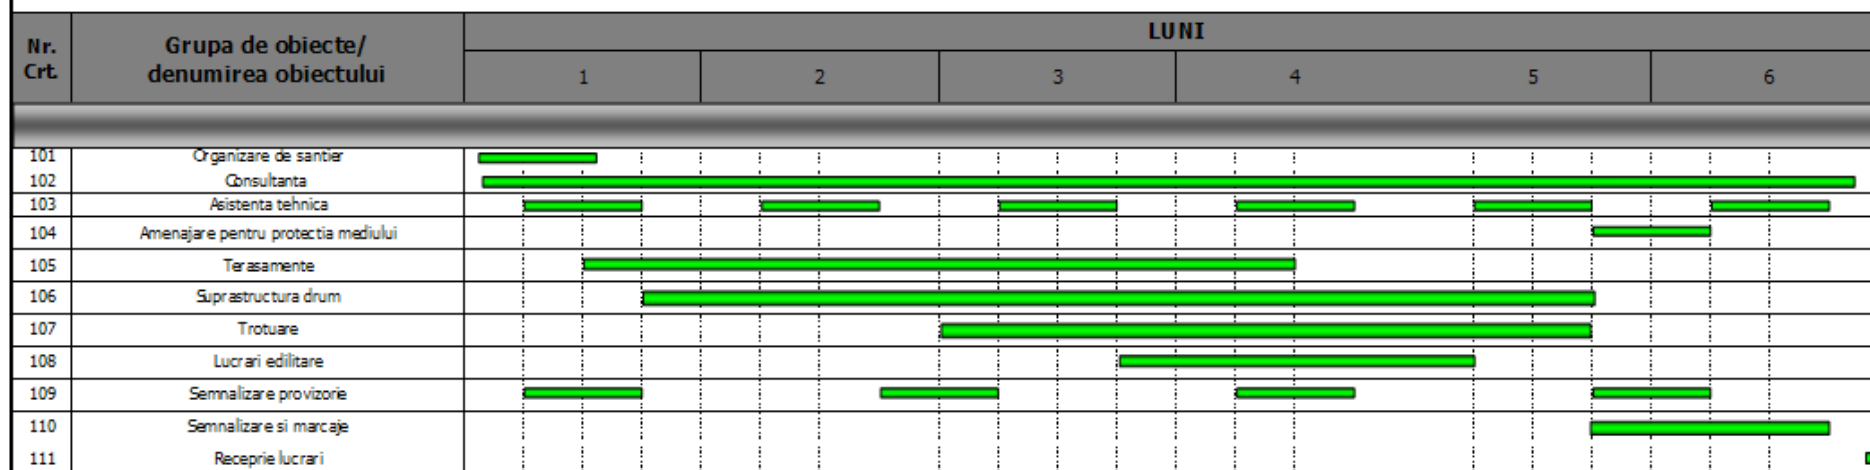 Nr. Crt.
Grupa de obiecte/
denumirea obiectului
LUNI
1 2 3 4 5 6
101 Organizare de santier
102 Consultanta
103 Asistenta tehnica
104 Amenajare pentru protectia mediului
105 Terasamente
106 Suprastructura drum
107 Trotuare
108 Lucrari edilitare
109 Semnalizare provizorie
110 Semnalizare si marcaje
111 Receprie lucrari